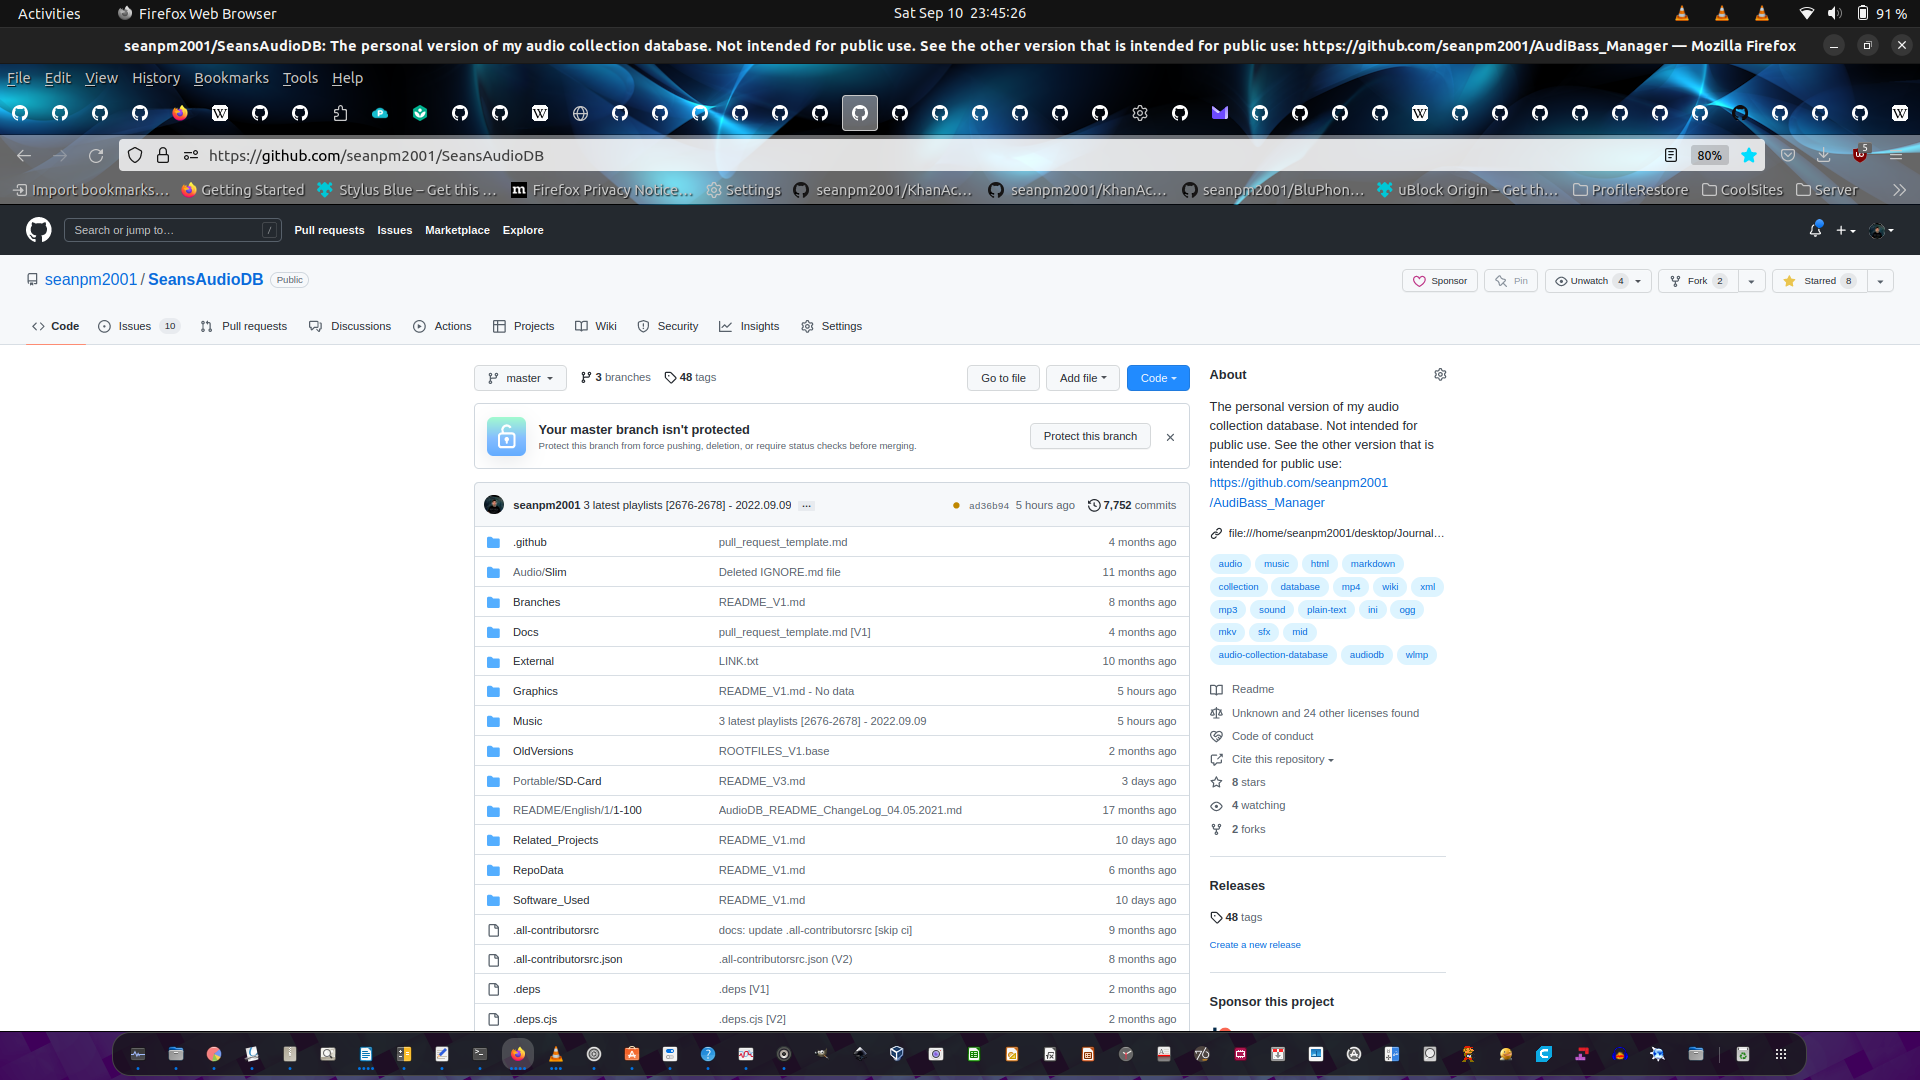 Activities Firefox Web Browser Sat Sep 10 23:45:26 91 %
seanpm2001/SeansAudioDB: The personal version of my audio collection database. Not intended for public use. See the other version that is intended for public use: https://github.com/seanpm2001/AudiBass_Manager — Mozilla Firefox
File Edit View History Bookmarks Tools Help
https://github.com/seanpm2001/SeansAudioDB 80% 5
Import bookmarks… Getting Started Stylus Blue – Get this … Firefox Privacy Notice… Settings seanpm2001/KhanAc… seanpm2001/KhanAc… seanpm2001/BluPhon… uBlock Origin – Get th… ProfileRestore CoolSites Server
Search or jump to… / Pull requests Issues Marketplace Explore
seanpm2001 / SeansAudioDB Public Sponsor Pin Unwatch 4 Fork 2 Starred 8
Code Issues 10 Pull requests Discussions Actions Projects Wiki Security Insights Settings
master 3 branches 48 tags Go to file Add file Code
Your master branch isn't protected
Protect this branch from force pushing, deletion, or require status checks before merging.
Protect this branch
seanpm2001 3 latest playlists [2676-2678] - 2022.09.09 … ad36b94 5 hours ago 7,752 commits
.github pull_request_template.md 4 months ago
Audio/Slim Deleted IGNORE.md file 11 months ago
Branches README_V1.md 8 months ago
Docs pull_request_template.md [V1] 4 months ago
External LINK.txt 10 months ago
Graphics README_V1.md - No data 5 hours ago
Music 3 latest playlists [2676-2678] - 2022.09.09 5 hours ago
OldVersions ROOTFILES_V1.base 2 months ago
Portable/SD-Card README_V3.md 3 days ago
README/English/1/1-100 AudioDB_README_ChangeLog_04.05.2021.md 17 months ago
Related_Projects README_V1.md 10 days ago
RepoData README_V1.md 6 months ago
Software_Used README_V1.md 10 days ago
.all-contributorsrc docs: update .all-contributorsrc [skip ci] 9 months ago
.all-contributorsrc.json .all-contributorsrc.json (V2) 8 months ago
.deps .deps [V1] 2 months ago
.deps.cjs .deps.cjs [V2] 2 months ago
About
The personal version of my audio
collection database. Not intended for
public use. See the other version that is
intended for public use:
https://github.com/seanpm2001
/AudiBass_Manager
file:///home/seanpm2001/desktop/Journal…
audio music html markdown
collection database mp4 wiki xml
mp3 sound plain-text ini ogg
mkv sfx mid
audio-collection-database audiodb wlmp
Readme
Unknown and 24 other licenses found
Code of conduct
Cite this repository
8 stars
4 watching
2 forks
Releases
48 tags
Create a new release
Sponsor this project